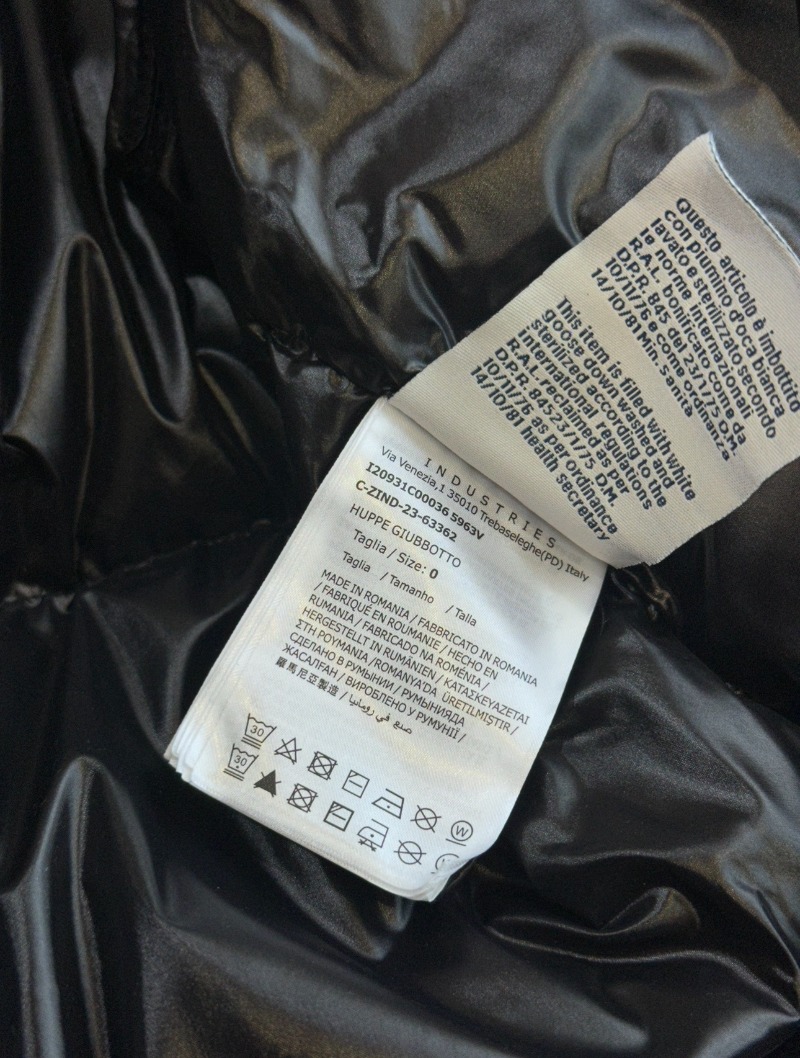 Questo articolo è imbottito
con piumino d'oca bianca
lavato e sterilizzato secondo
le norme internazionali
R.A.L. bonificato come da
D.P.R. 845 del 23/1/75 DM.
10/11/76 e come ordinanza
14/10/81 Min. Sanità
This item is filled with white
goose down washed and
sterilized according to the
international regulations
R.A.L. reclaimed as per
D.P.R. 845 23/1/75 DM.
10/11/76 as per ordinance
14/10/81 health secretary
INDUSTRIES
Via Venezia,1 35010 Trebaseleghe(PD) Italy
I20931C00036 5963V
C-ZIND-23-63362
HUPPE GIUBBOTTO
Taglia / Size: 0
Taglia / Tamanho / Talla
MADE IN ROMANIA / FABBRICATO IN ROMANIA
/ FABRIQUÉ EN ROUMANIE / HECHO EN
RUMANIA / FABRICADO NA ROMÉNIA /
HERGESTELLT IN RUMÄNIEN / ΚΑΤΑΣΚΕΥΑΖΕΤΑΙ
ΣΤΗ ΡΟΥΜΑΝΙΑ /ROMANYA'DA ÜRETILMIŞTIR /
СДЕЛАНО В РУМЫНИИ / РУМЫНИЯДА
ЖАСАЛҒАН / ВИРОБЛЕНО У РУМУНІЇ /
羅馬尼亞製造 / صنع في رومانيا
30
W
30